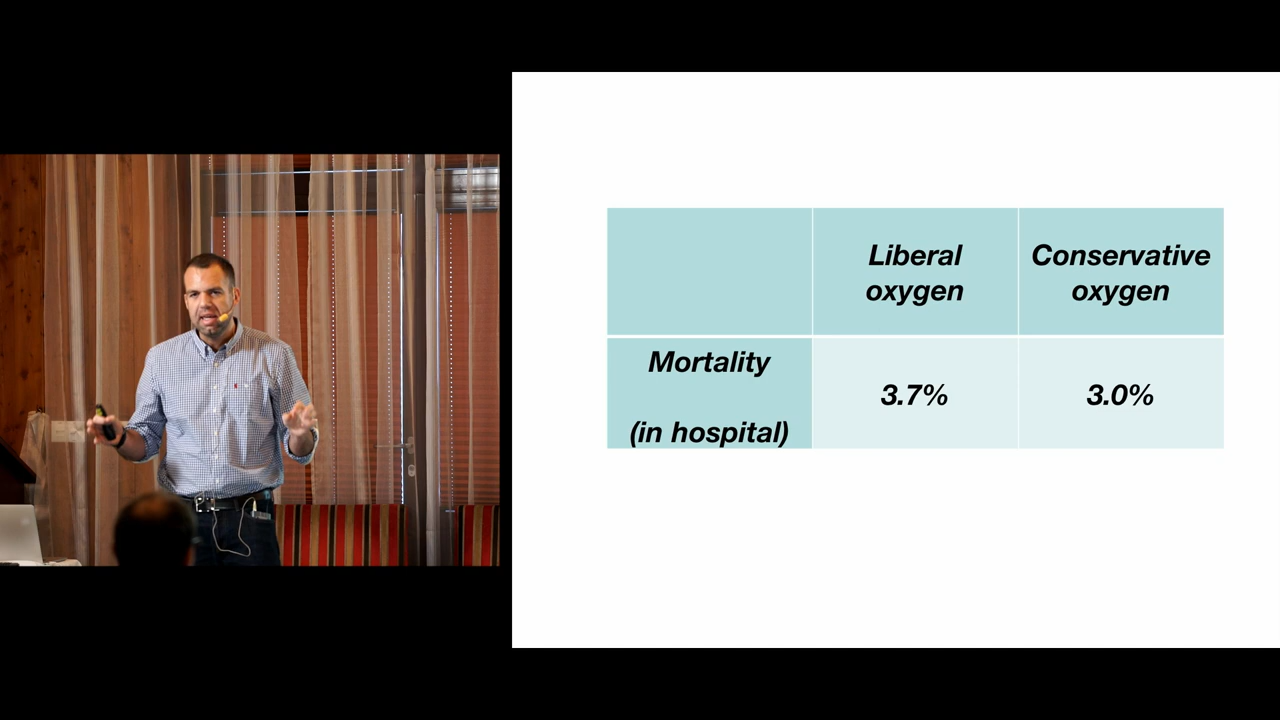 Liberal
oxygen
Conservative
oxygen
Mortality
(in hospital)
3.7%
3.0%